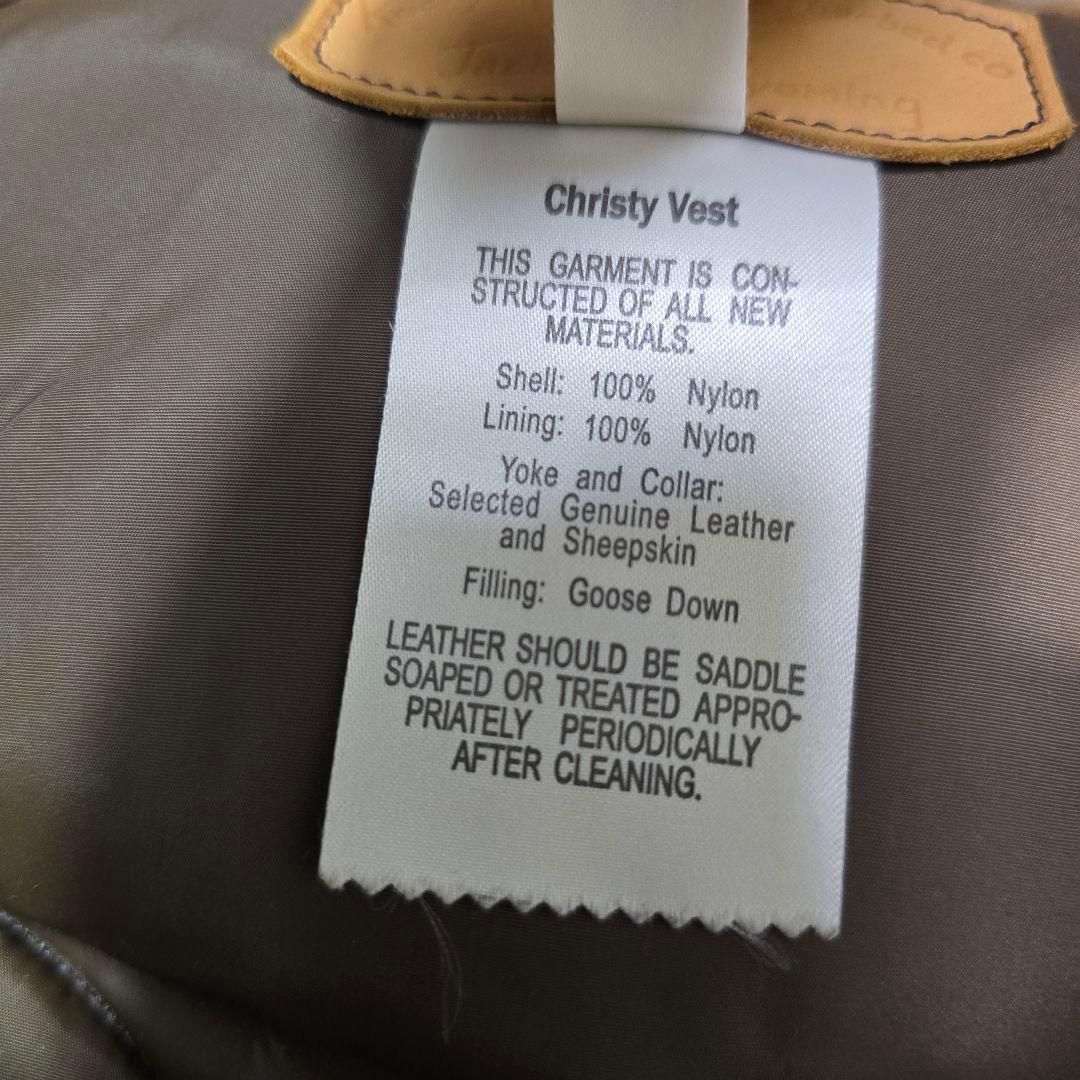 Christy Vest
THIS GARMENT IS CON-
STRUCTED OF ALL NEW
MATERIALS.
Shell: 100% Nylon
Lining: 100% Nylon
Yoke and Collar:
Selected Genuine Leather
and Sheepskin
Filling: Goose Down
LEATHER SHOULD BE SADDLE
SOAPED OR TREATED APPRO-
PRIATELY PERIODICALLY
AFTER CLEANING.